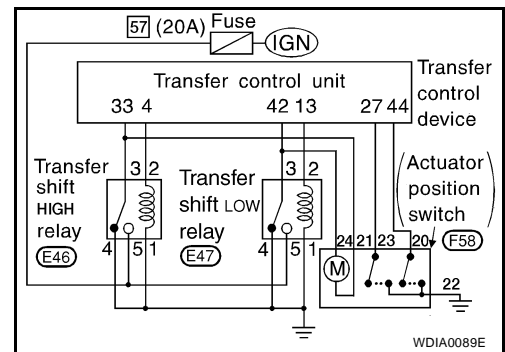 57 (20A) Fuse
IGN
Transfer control unit
33 4 42 13 27 44
Transfer
control
device
Transfer
shift
HIGH
relay
E46
3 2
4 5 1
Transfer
shift LOW
relay
E47
3 2
4 5 1
(Actuator
position
switch)
F58
24 21 23 20
M
22
WDIA0089E